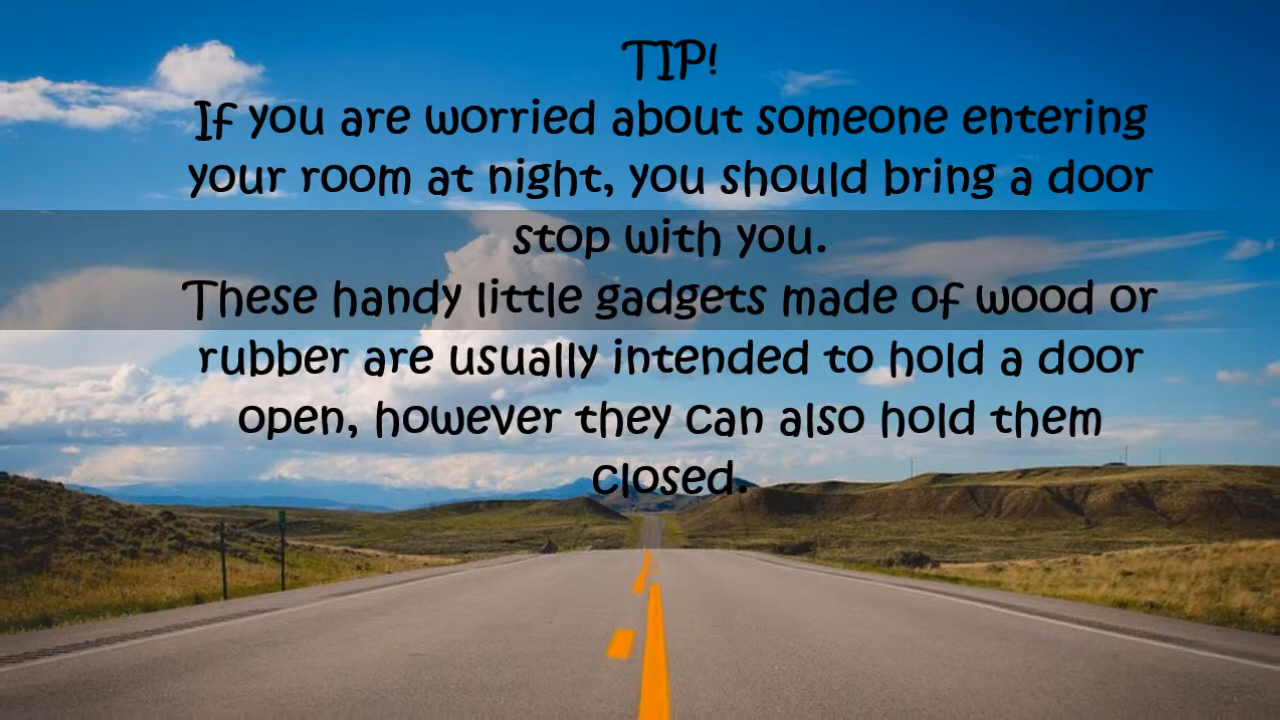 TIP!
If you are worried about someone entering
your room at night, you should bring a door
stop with you.
These handy little gadgets made of wood or
rubber are usually intended to hold a door
open, however they can also hold them
closed.